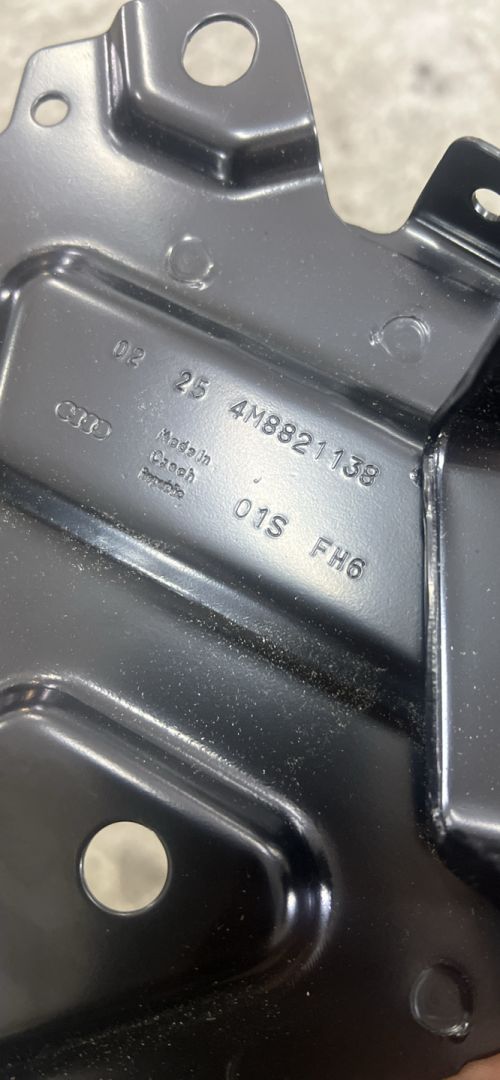 02 25 4M8821138
Made in
Czech
Republic
01S FH6